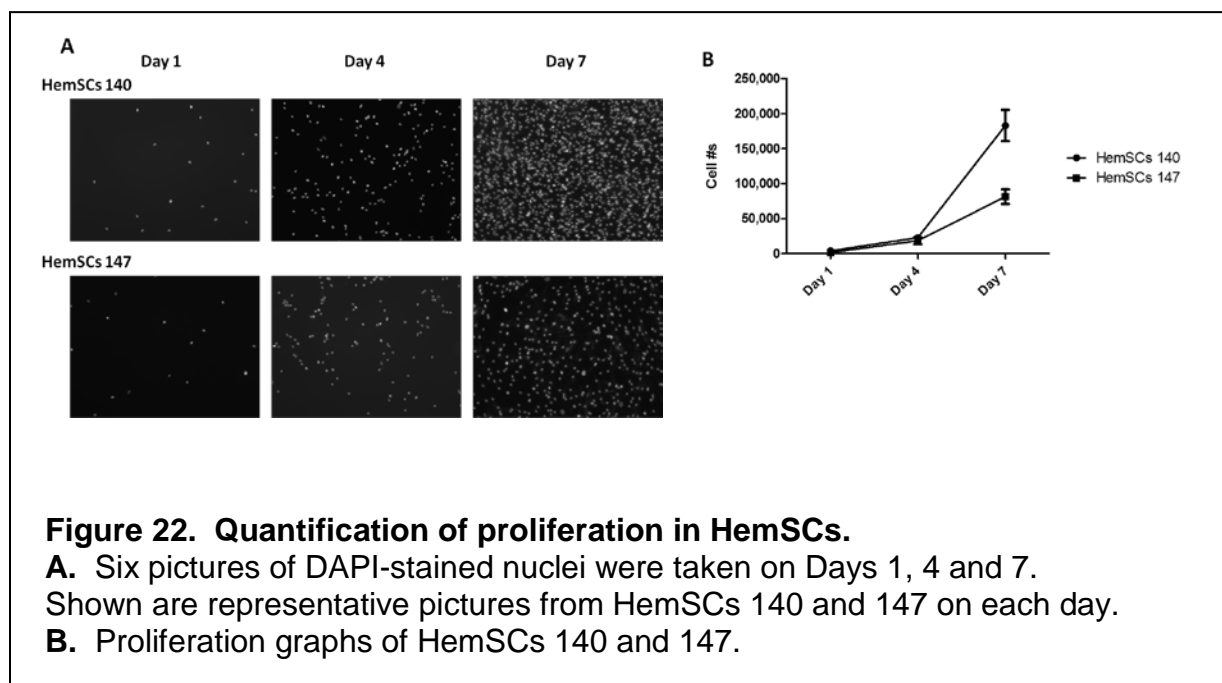 A
Day 1 Day 4 Day 7
HemSCs 140
HemSCs 147
B
250,000
200,000
150,000
100,000
50,000
0
Cell #s
Day 1
Day 4
Day 7
HemSCs 140
HemSCs 147
Figure 22. Quantification of proliferation in HemSCs.
A. Six pictures of DAPI-stained nuclei were taken on Days 1, 4 and 7.
Shown are representative pictures from HemSCs 140 and 147 on each day.
B. Proliferation graphs of HemSCs 140 and 147.